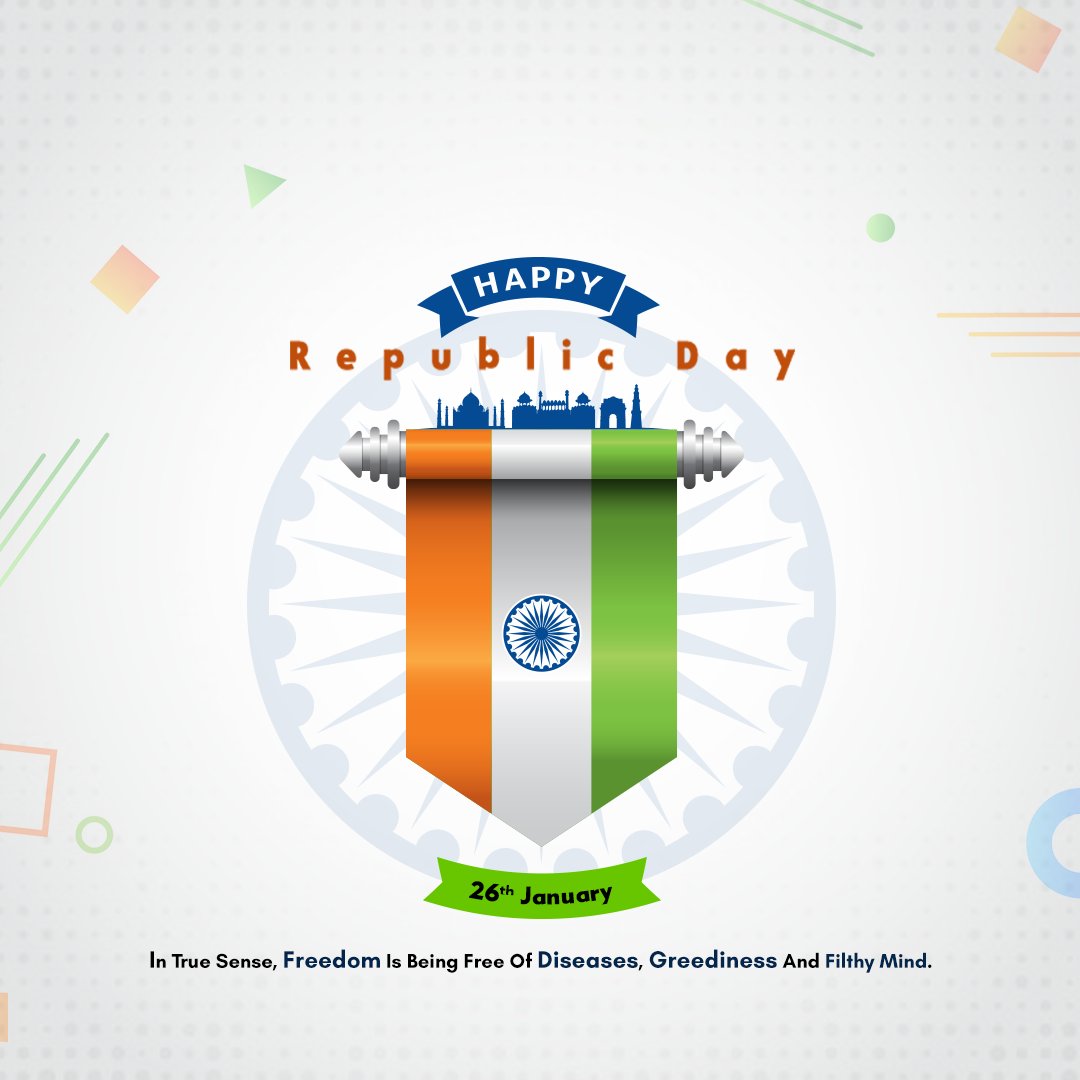 HAPPY
Republic Day
26th January
In True Sense, Freedom Is Being Free Of Diseases, Greediness And Filthy Mind.